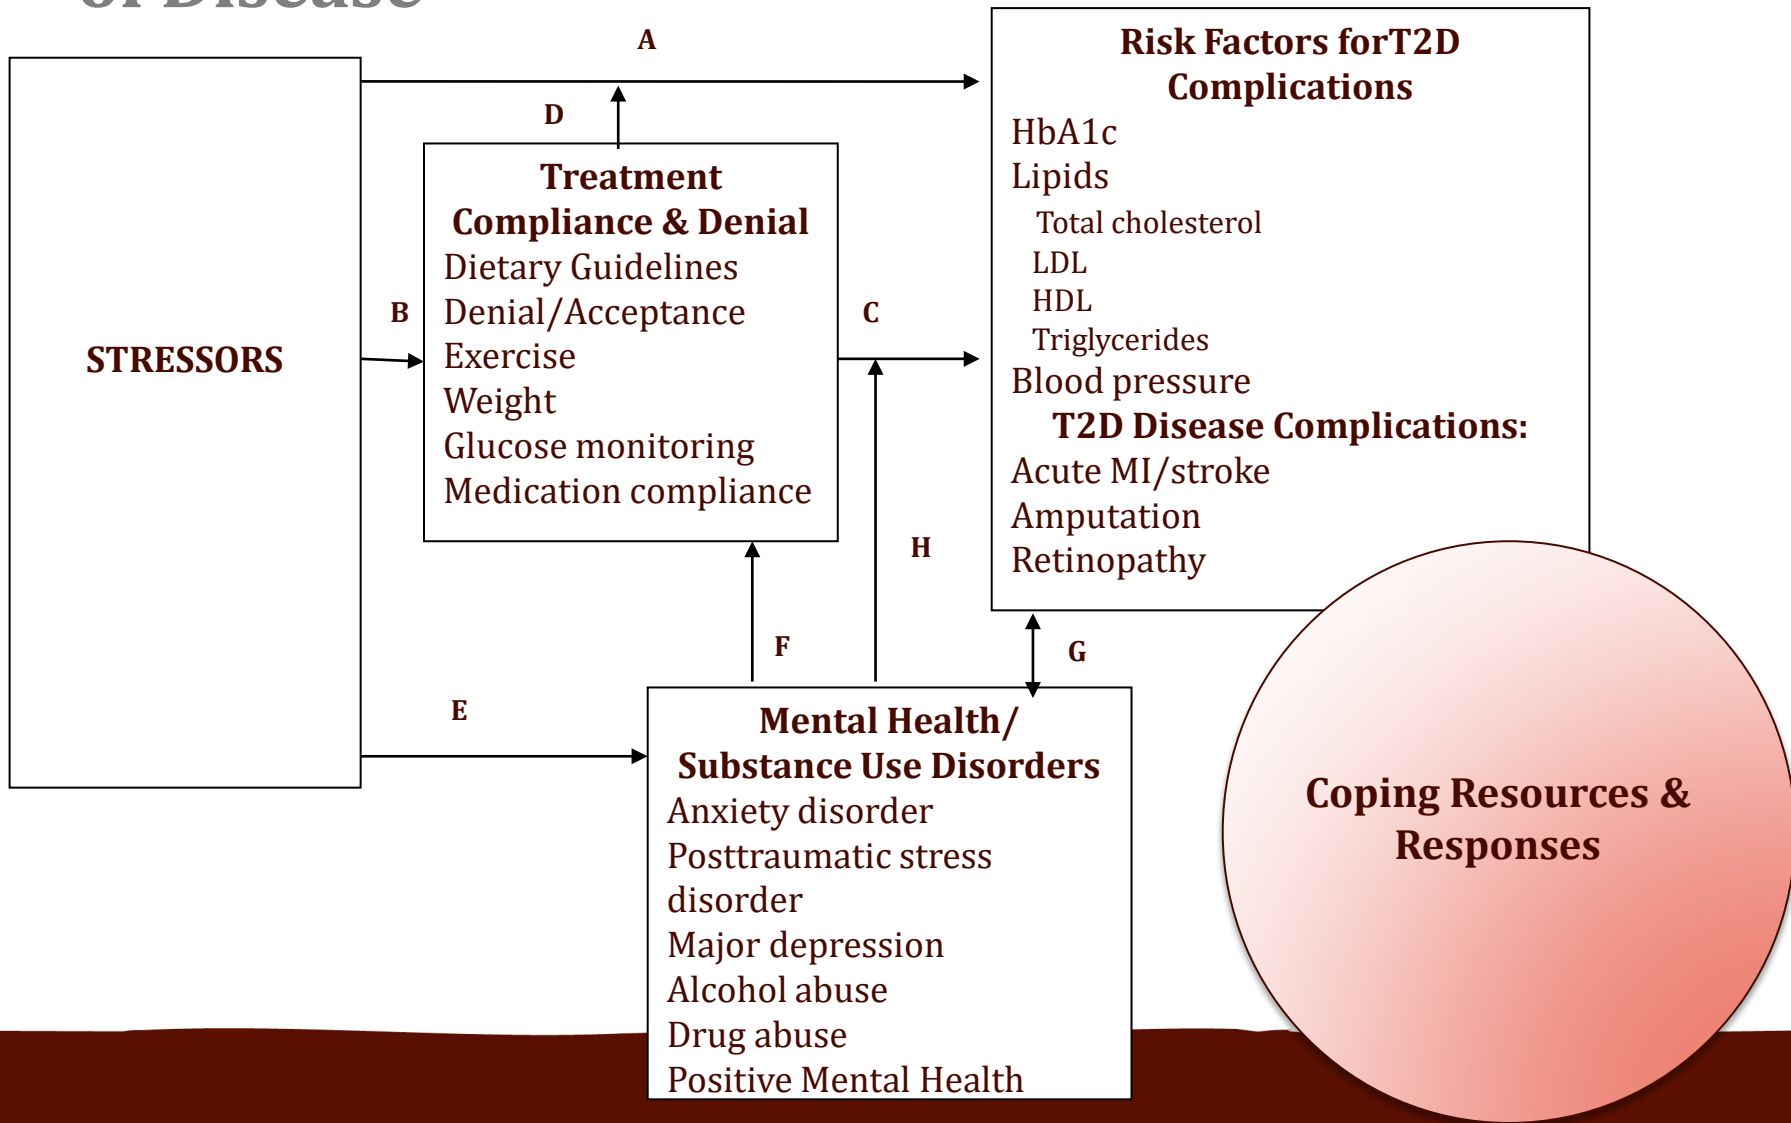 of Disease
A
Risk Factors forT2D
Complications
HbA1c
Lipids
Total cholesterol
LDL
HDL
Triglycerides
Blood pressure
T2D Disease Complications:
Acute MI/stroke
Amputation
Retinopathy
D
Treatment
Compliance & Denial
Dietary Guidelines
Denial/Acceptance
Exercise
Weight
Glucose monitoring
Medication compliance
B
C
STRESSORS
H
F
G
E
Mental Health/
Substance Use Disorders
Anxiety disorder
Posttraumatic stress
disorder
Major depression
Alcohol abuse
Drug abuse
Positive Mental Health
Coping Resources &
Responses